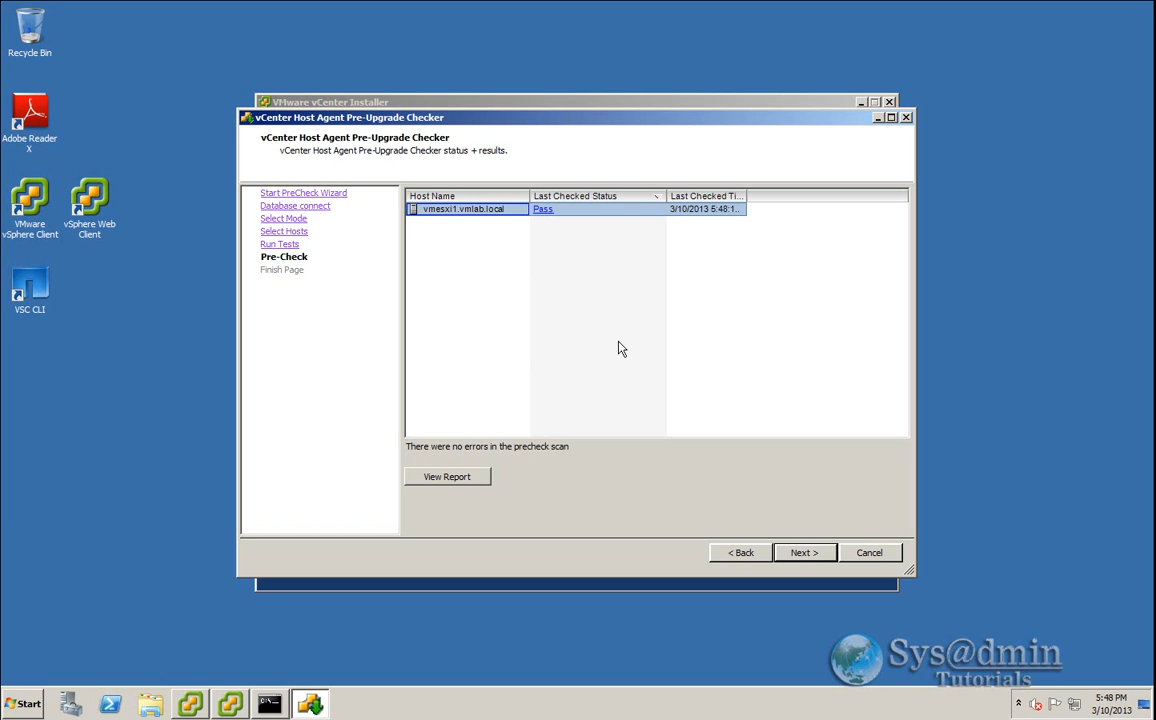 Recycle Bin
Adobe Reader
X
VMware
vSphere Client
vSphere Web
Client
VSC CLI
VMware vCenter Installer
vCenter Host Agent Pre-Upgrade Checker
vCenter Host Agent Pre-Upgrade Checker
vCenter Host Agent Pre-Upgrade Checker status + results.
Start PreCheck Wizard
Database connect
Select Mode
Select Hosts
Run Tests
Pre-Check
Finish Page
Host Name Last Checked Status Last Checked Ti...
vmesxi1.vmlab.local Pass 3/10/2013 5:48:1...
There were no errors in the precheck scan
View Report
< Back Next > Cancel
Sys@dmin
Tutorials
Start
C:\.
5:48 PM
3/10/2013